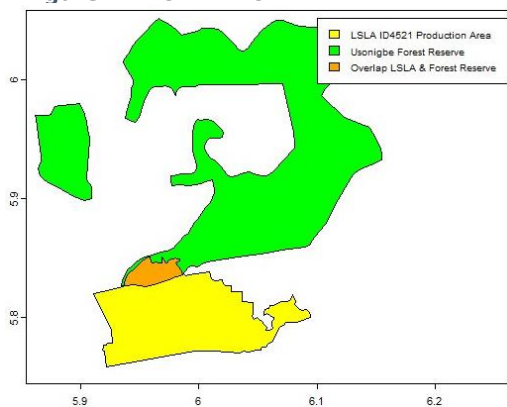 LSLA ID4521 Production Area
Usonigbe Forest Reserve
Overlap LSLA & Forest Reserve
6
5.9
5.8
5.9
6
6.1
6.2